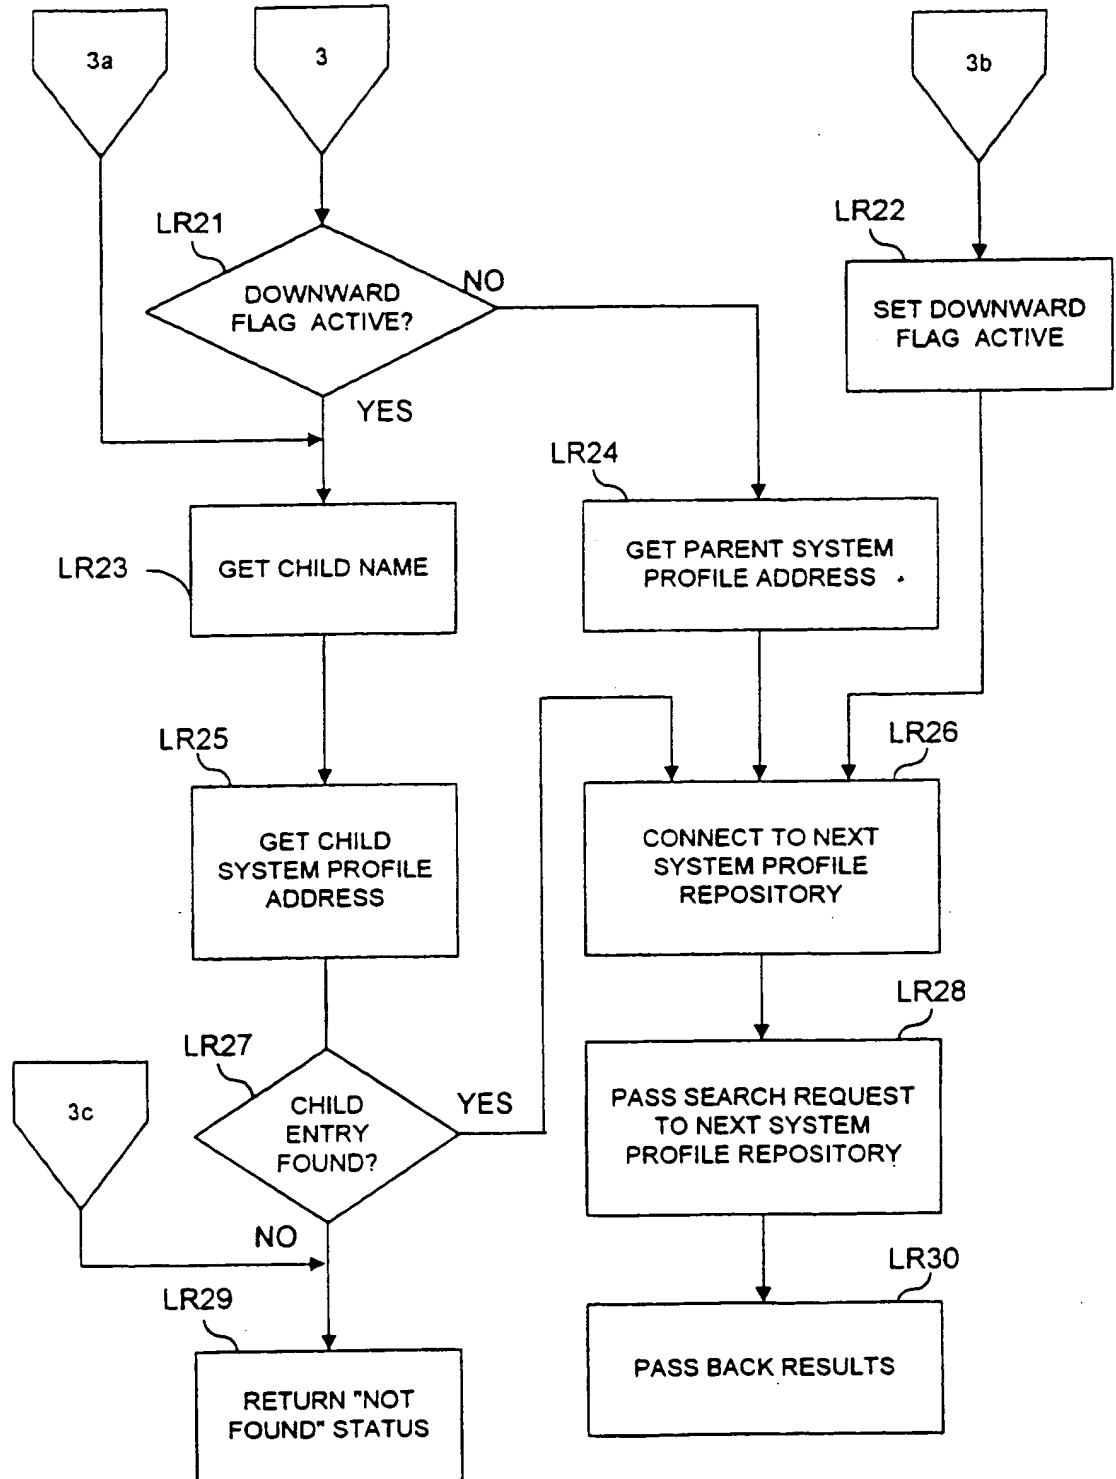 3a
3
3b
LR21
DOWNWARD
FLAG ACTIVE?
NO
YES
LR22
SET DOWNWARD
FLAG ACTIVE
LR23
GET CHILD NAME
LR24
GET PARENT SYSTEM
PROFILE ADDRESS
LR25
GET CHILD
SYSTEM PROFILE
ADDRESS
LR26
CONNECT TO NEXT
SYSTEM PROFILE
REPOSITORY
LR27
CHILD
ENTRY
FOUND?
YES
NO
3c
LR28
PASS SEARCH REQUEST
TO NEXT SYSTEM
PROFILE REPOSITORY
LR29
RETURN "NOT
FOUND" STATUS
LR30
PASS BACK RESULTS